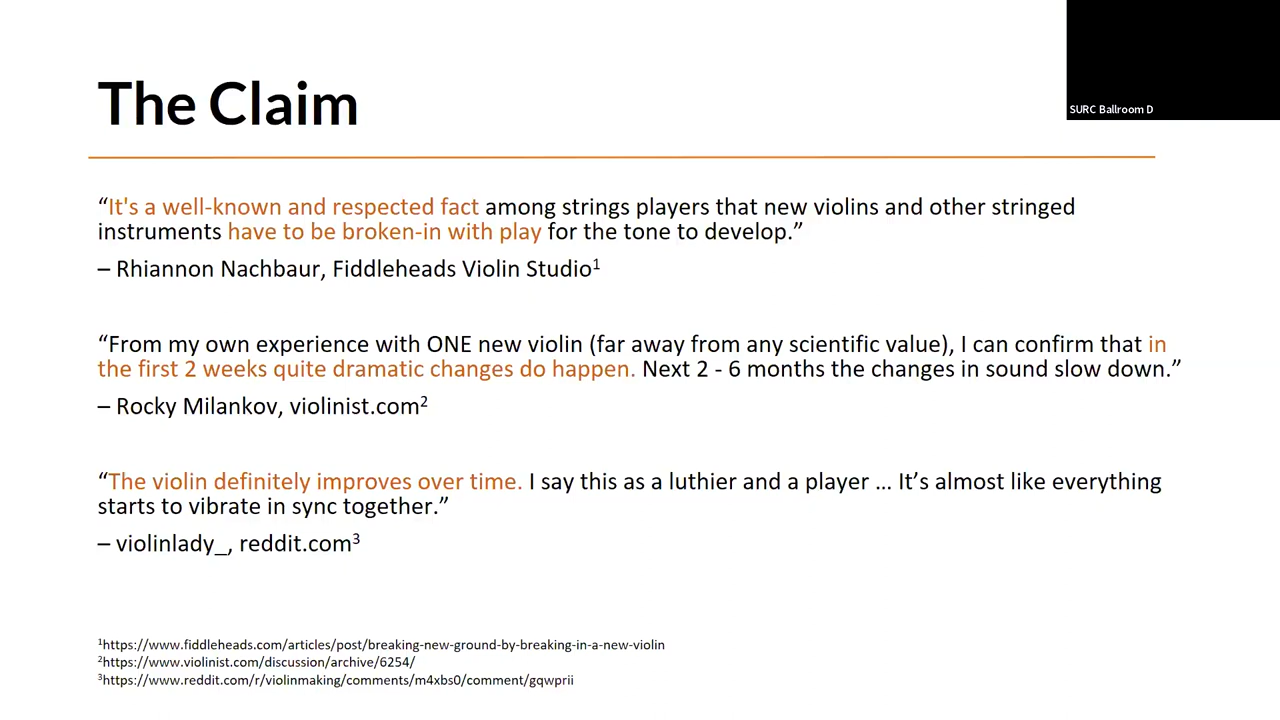 The Claim
SURC Ballroom D
“It's a well-known and respected fact among strings players that new violins and other stringed
instruments have to be broken-in with play for the tone to develop.”
– Rhiannon Nachbaur, Fiddleheads Violin Studio¹
“From my own experience with ONE new violin (far away from any scientific value), I can confirm that in
the first 2 weeks quite dramatic changes do happen. Next 2 - 6 months the changes in sound slow down.”
– Rocky Milankov, violinist.com²
“The violin definitely improves over time. I say this as a luthier and a player … It’s almost like everything
starts to vibrate in sync together.”
– violinlady_, reddit.com³
¹https://www.fiddleheads.com/articles/post/breaking-new-ground-by-breaking-in-a-new-violin
²https://www.violinist.com/discussion/archive/6254/
³https://www.reddit.com/r/violinmaking/comments/m4xbs0/comment/gqwprii